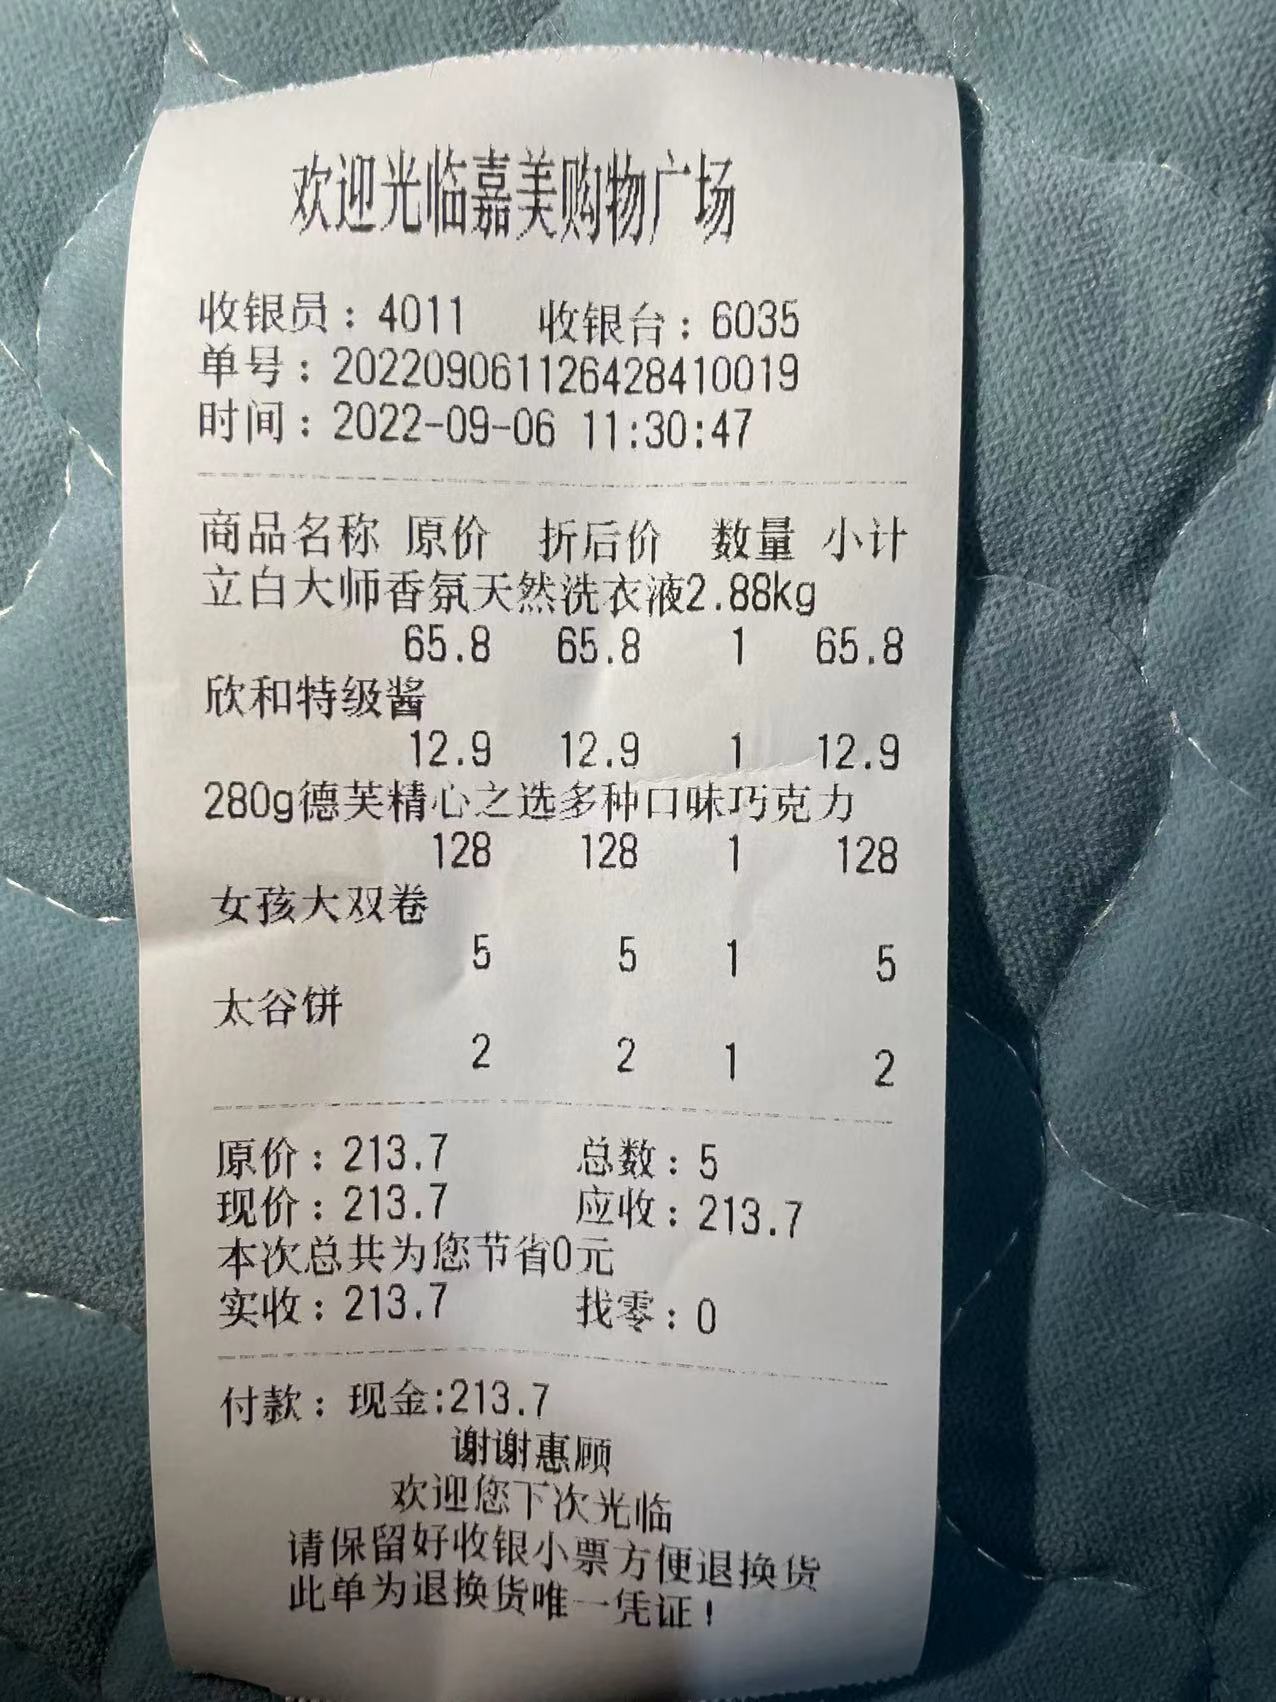 欢迎光临嘉美购物广场
收银员：4011 收银台：6035
单号：2022090611126428410019
时间：2022-09-06 11:30:47
商品名称 原价 折后价 数量 小计
立白大师香氛天然洗衣液2.88kg
65.8 65.8 1 65.8
欣和特级酱
12.9 12.9 1 12.9
280g德芙精心之选多种口味巧克力
128 128 1 128
女孩大双卷
5 5 1 5
太谷饼
2 2 1 2
原价：213.7 总数：5
现价：213.7 应收：213.7
本次总共为您节省0元
实收：213.7 找零：0
付款：现金:213.7
谢谢惠顾
欢迎您下次光临
请保留好收银小票方便退换货
此单为退换货唯一凭证！